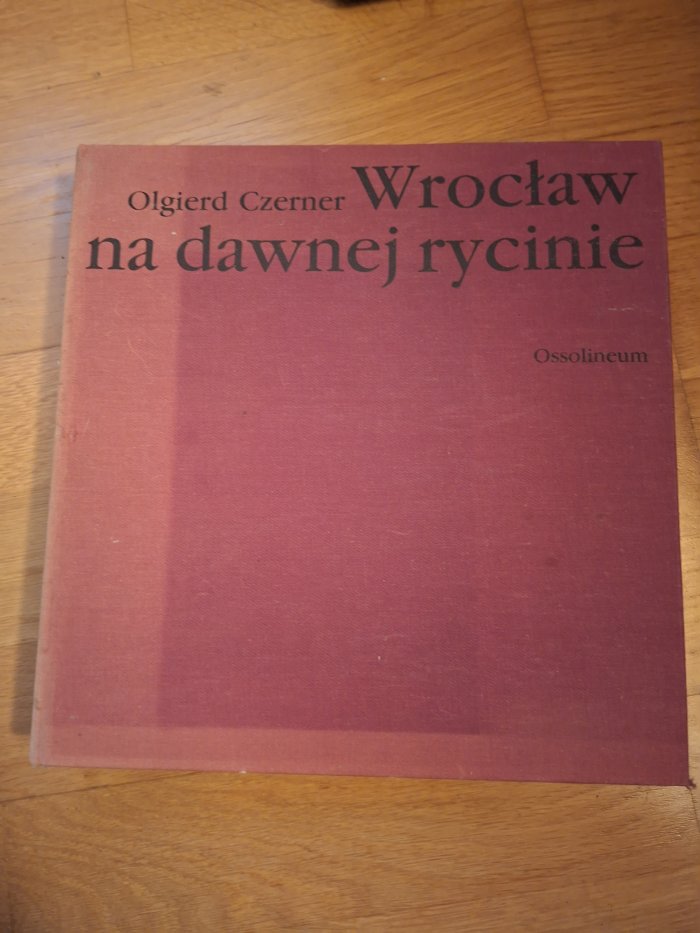 Olgierd Czerner Wrocław
na dawnej rycinie
Ossolineum